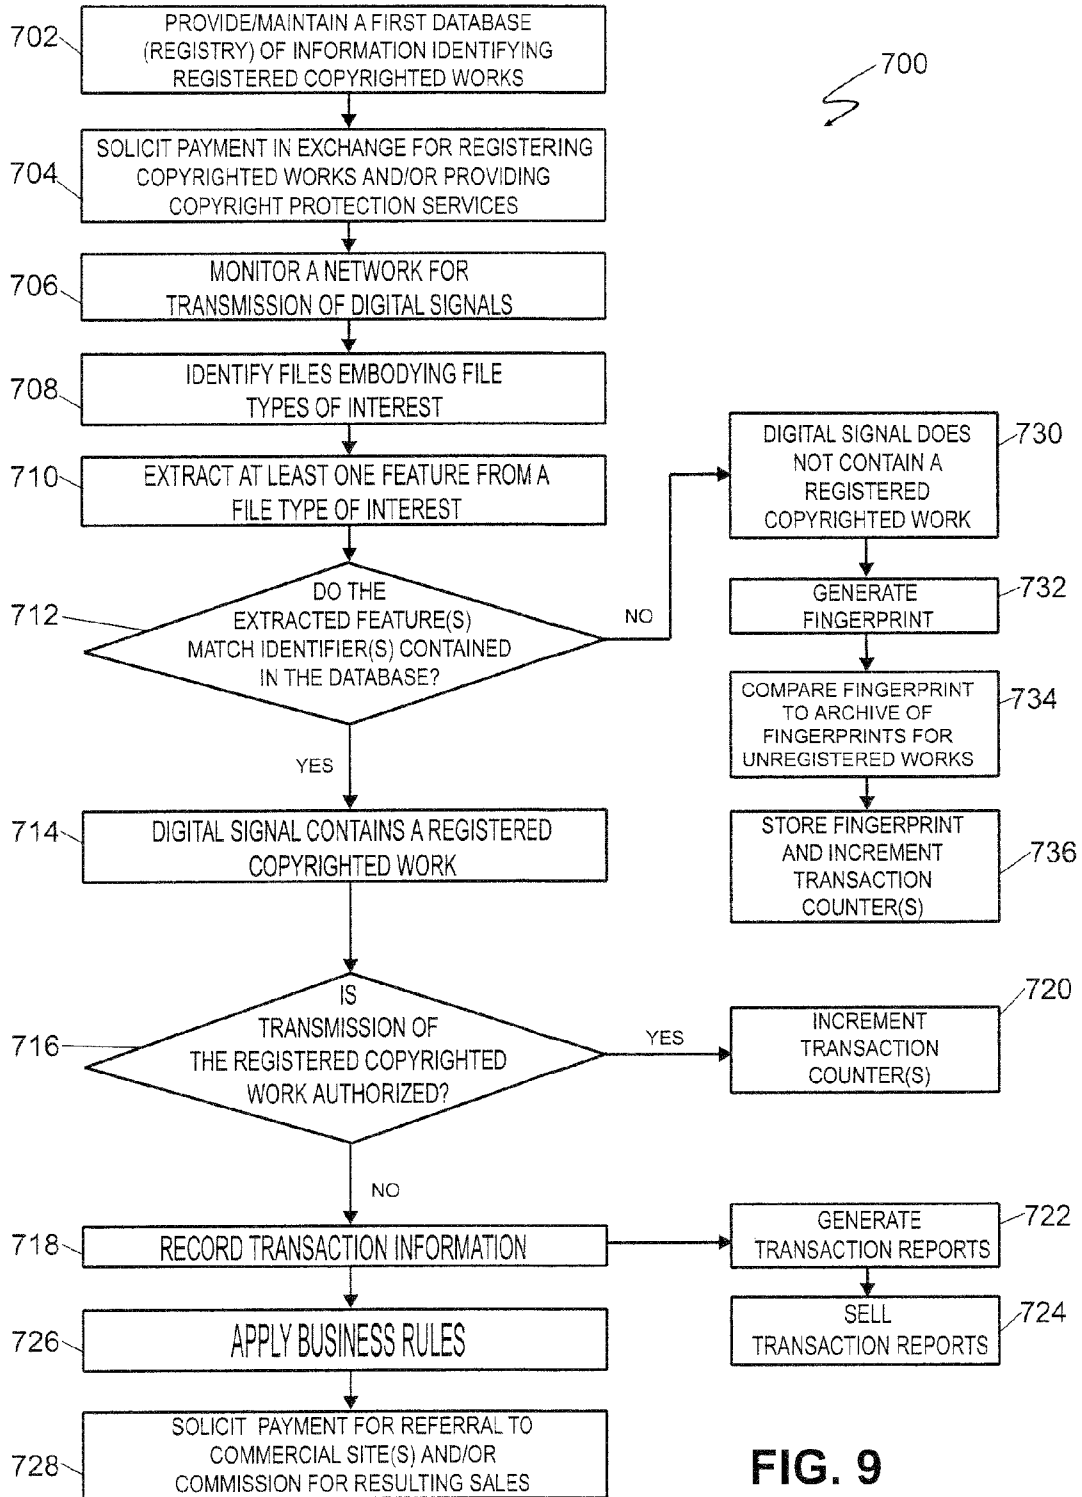 702
PROVIDE/MAINTAIN A FIRST DATABASE
(REGISTRY) OF INFORMATION IDENTIFYING
REGISTERED COPYRIGHTED WORKS
700
704
SOLICIT PAYMENT IN EXCHANGE FOR REGISTERING
COPYRIGHTED WORKS AND/OR PROVIDING
COPYRIGHT PROTECTION SERVICES
706
MONITOR A NETWORK FOR
TRANSMISSION OF DIGITAL SIGNALS
708
IDENTIFY FILES EMBODYING FILE
TYPES OF INTEREST
710
EXTRACT AT LEAST ONE FEATURE FROM A
FILE TYPE OF INTEREST
712
DO THE
EXTRACTED FEATURE(S)
MATCH IDENTIFIER(S) CONTAINED
IN THE DATABASE?
NO
YES
730
DIGITAL SIGNAL DOES
NOT CONTAIN A
REGISTERED
COPYRIGHTED WORK
732
GENERATE
FINGERPRINT
734
COMPARE FINGERPRINT
TO ARCHIVE OF
FINGERPRINTS FOR
UNREGISTERED WORKS
736
STORE FINGERPRINT
AND INCREMENT
TRANSACTION
COUNTER(S)
714
DIGITAL SIGNAL CONTAINS A REGISTERED
COPYRIGHTED WORK
716
IS
TRANSMISSION OF
THE REGISTERED COPYRIGHTED
WORK AUTHORIZED?
YES
720
INCREMENT
TRANSACTION
COUNTER(S)
NO
718
RECORD TRANSACTION INFORMATION
722
GENERATE
TRANSACTION REPORTS
724
SELL
TRANSACTION REPORTS
726
APPLY BUSINESS RULES
728
SOLICIT PAYMENT FOR REFERRAL TO
COMMERCIAL SITE(S) AND/OR
COMMISSION FOR RESULTING SALES
FIG. 9